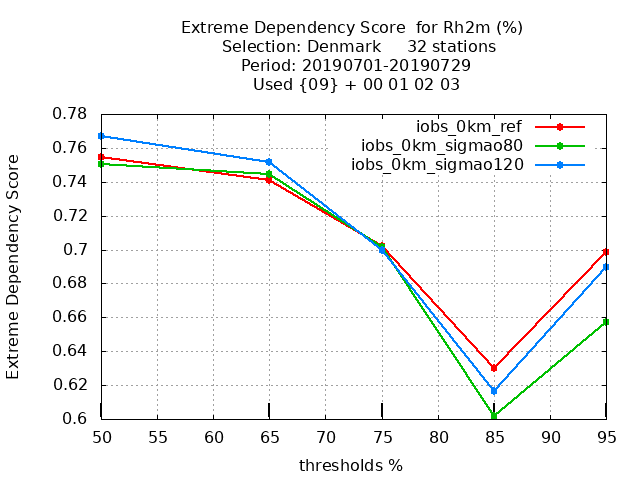 Extreme Dependency Score  for Rh2m (%)
Selection: Denmark     32 stations
Period: 20190701-20190729
Used {09} + 00 01 02 03
iobs_0km_ref
iobs_0km_sigmao80
iobs_0km_sigmao120
Extreme Dependency Score
0.78
0.76
0.74
0.72
0.7
0.68
0.66
0.64
0.62
0.6
50 55 60 65 70 75 80 85 90 95
thresholds %